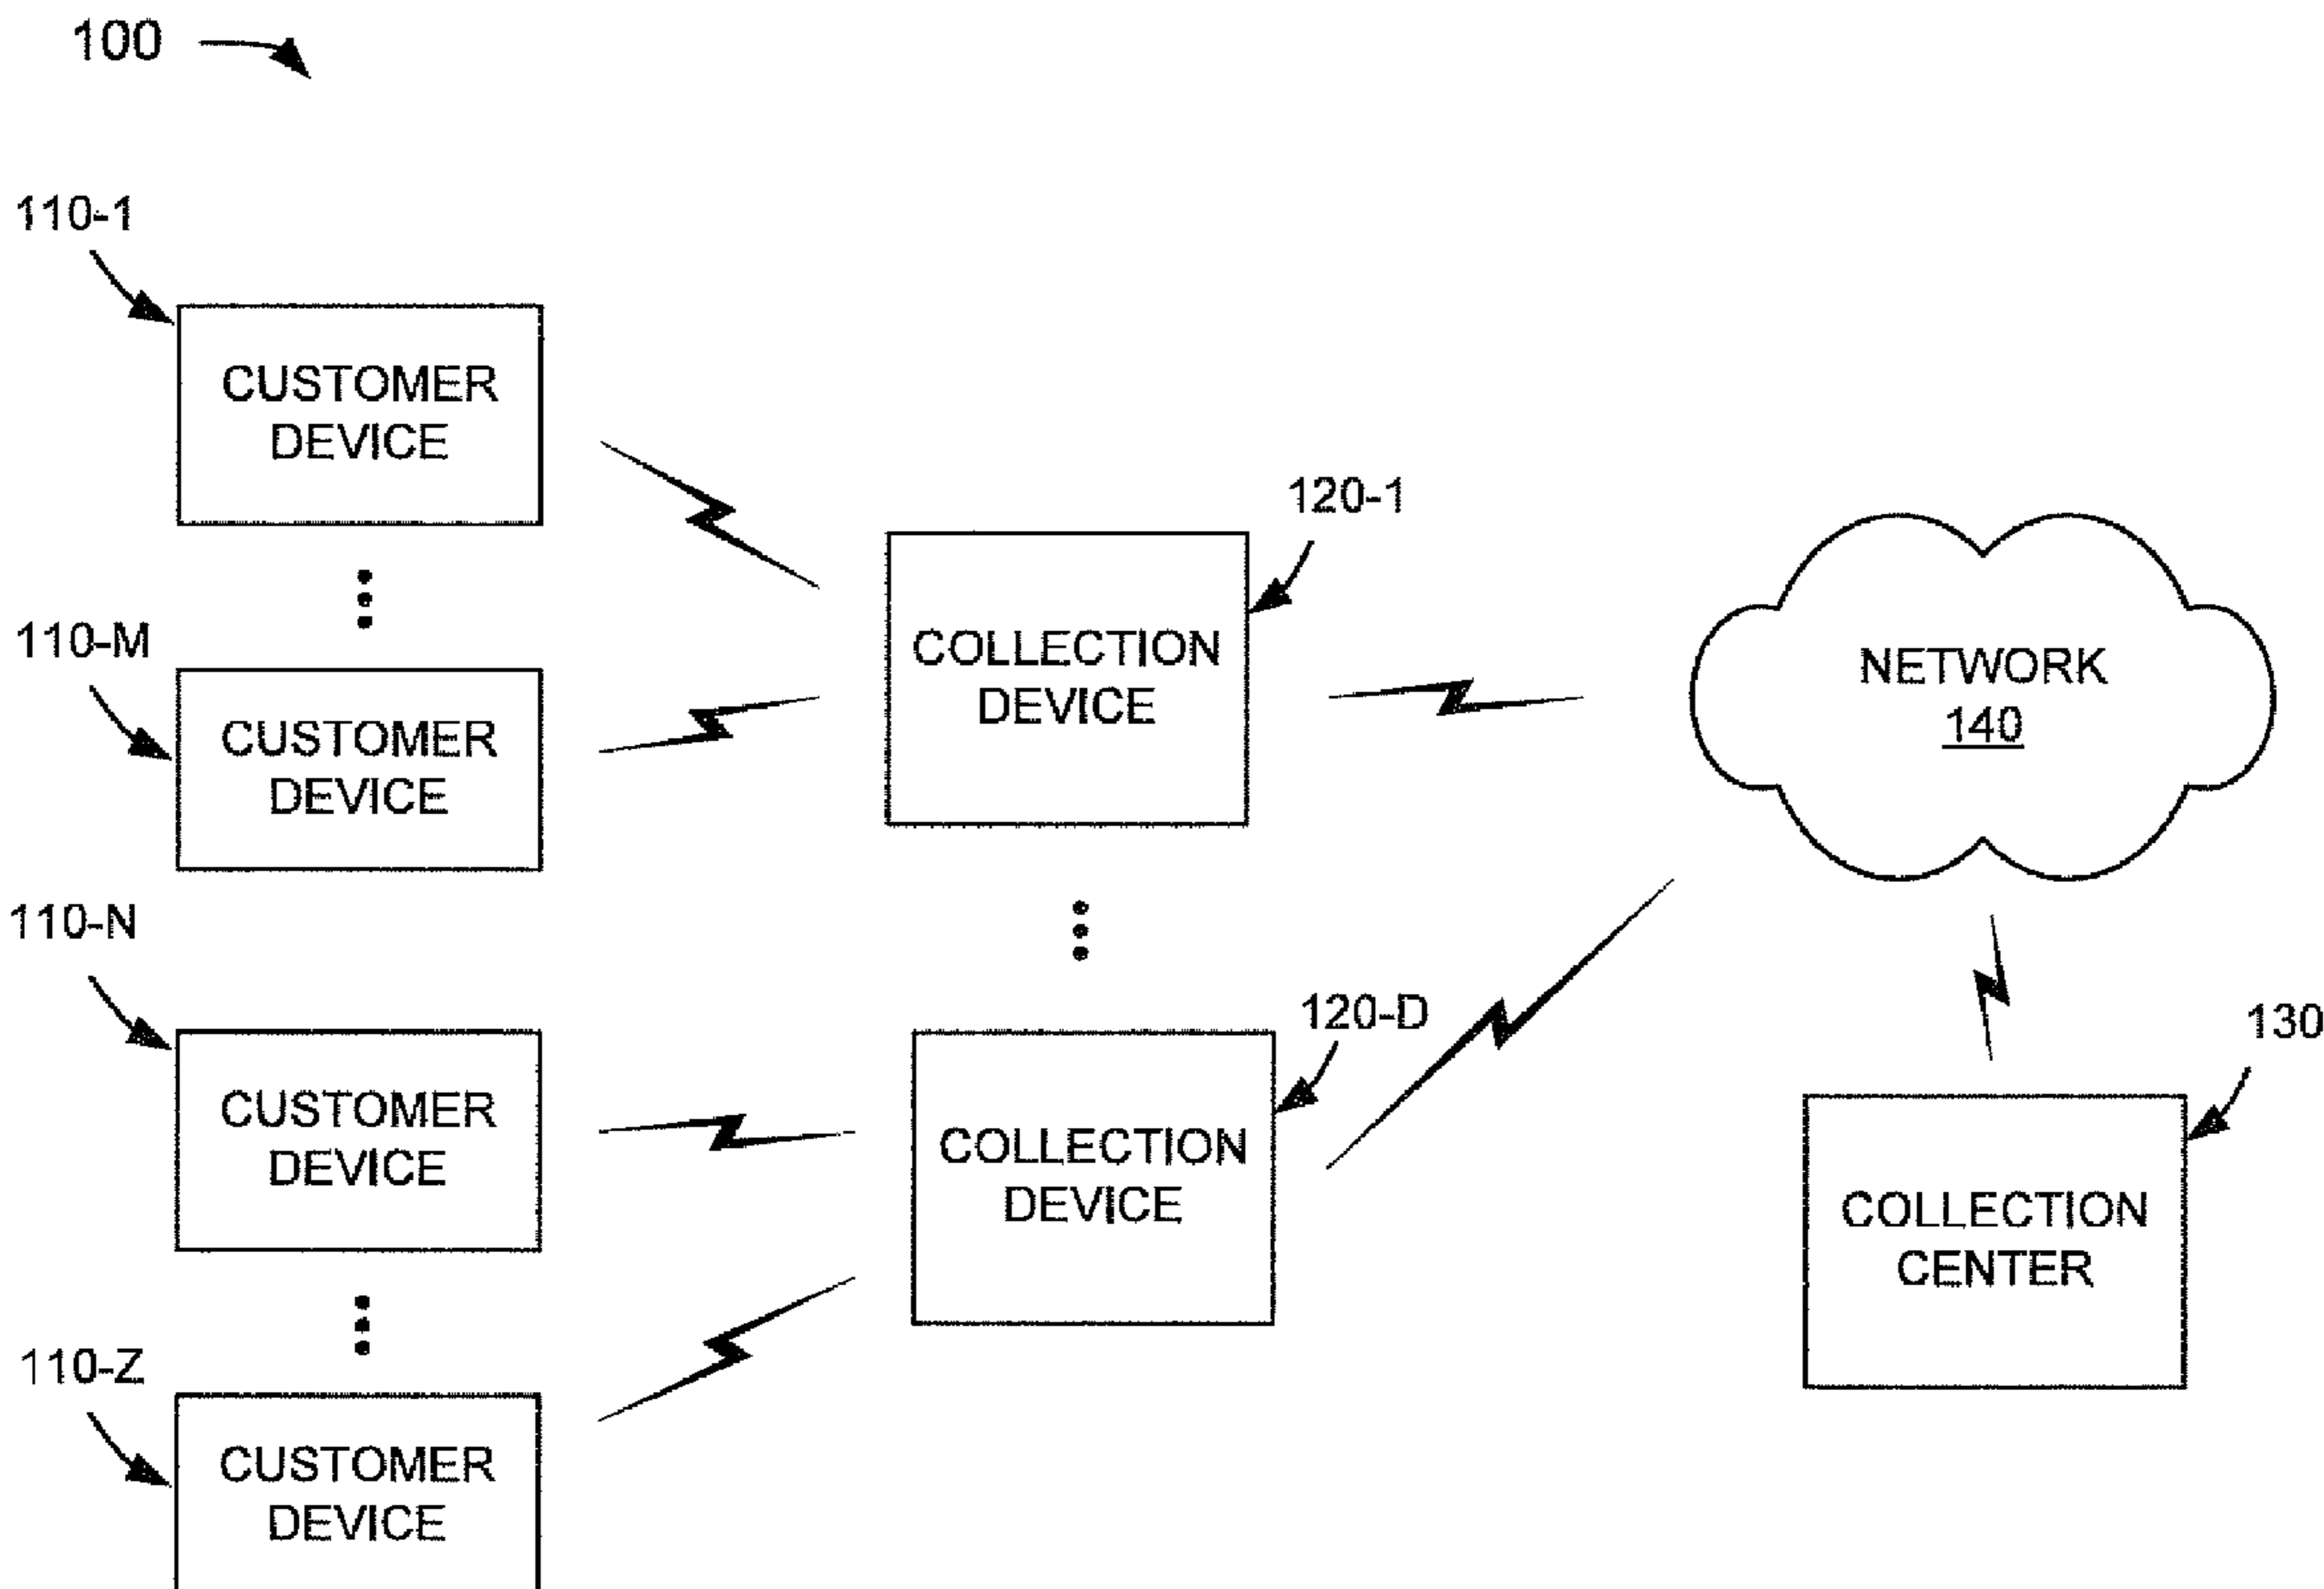 100
110-1
CUSTOMER
DEVICE
110-M
CUSTOMER
DEVICE
110-N
CUSTOMER
DEVICE
110-Z
CUSTOMER
DEVICE
120-1
COLLECTION
DEVICE
120-D
COLLECTION
DEVICE
NETWORK
140
130
COLLECTION
CENTER